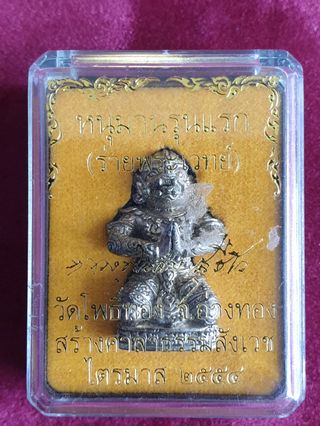 หนุมานรุ่นแรก
(ร่ายพระเวทย์)
วัดโพธิ์ทอง จ.อ่างทอง
สร้างศาลาธรรมสังเวช
ไตรมาส ๒๕๕๔